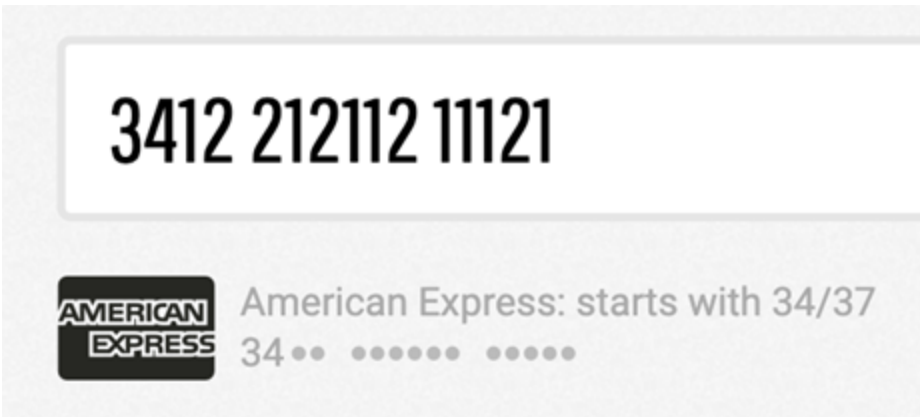 3412 212112 11121
AMERICAN
EXPRESS
American Express: starts with 34/37
34•• •••••• •••••